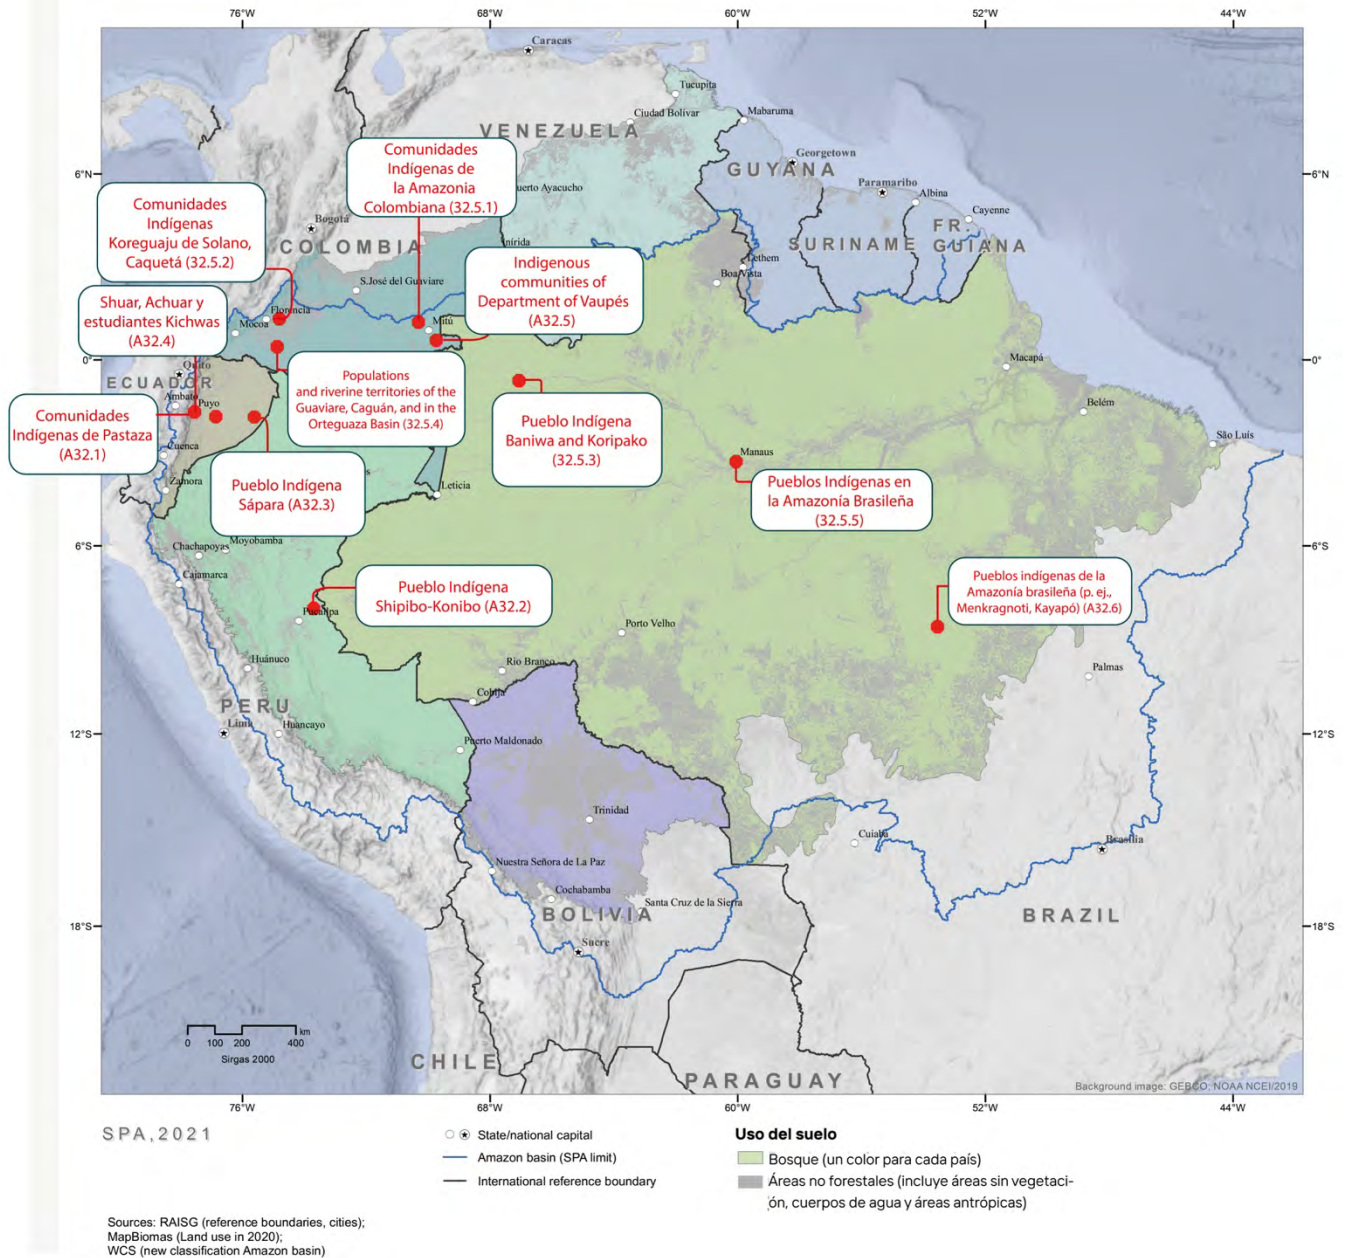 76°W
68°W
60°W
52°W
44°W
Caracas
Tucupita
Ciudad Bolívar
Mabaruma
VENEZUELA
Comunidades
Indígenas de
la Amazonia
Colombiana (32.5.1)
Georgetown
GUYANA
6°N
6°N
Paramaribo
Albina
uerto Ayacucho
Comunidades
Indígenas
Koreguaju de Solano,
Caquetá (32.5.2)
Cayenne
Bogotá
COLOMBIA
FR.
GUIANA
SURINAME
nírida
Lethem
Boa Vista
Indigenous
communities of
Department of Vaupés
(A32.5)
S.José del Guaviare
Shuar, Achuar y
estudiantes Kichwas
(A32.4)
Florencia
Mocoa
Mitú
0°
0°
Macapá
Quito
ECUADOR
Populations
and riverine territories of the
Guaviare, Caguán, and in the
Orteguaza Basin (32.5.4)
Ambato
Puyo
Belém
Comunidades
Indígenas de Pastaza
(A32.1)
Pueblo Indígena
Baniwa and Koripako
(32.5.3)
São Luís
Cuenca
Manaus
s
Pueblo Indígena
Sápara (A32.3)
Zamora
Leticia
Pueblos Indígenas en
la Amazonía Brasileña
(32.5.5)
6°S
6°S
Moyobamba
Chachapoyas
Cajamarca
Pueblo Indígena
Shipibo-Konibo (A32.2)
Pueblos indígenas de la
Amazonía brasileña (p. ej.,
Menkragnoti, Kayapó) (A32.6)
Pucallpa
Porto Velho
Huánuco
Rio Branco
Palmas
Cobija
PERU
Lima
Huancayo
12°S
12°S
Puerto Maldonado
Trinidad
Cuiabá
Brasília
Nuestra Señora de La Paz
Cochabamba
Santa Cruz de la Sierra
BOLIVIA
BRAZIL
18°S
18°S
Sucre
km
0 100 200 400
Sirgas 2000
CHILE
PARAGUAY
Background image: GEBCO; NOAA NCEI/2019
76°W
68°W
60°W
52°W
44°W
SPA,2021
State/national capital
Amazon basin (SPA limit)
International reference boundary
Uso del suelo
Bosque (un color para cada país)
Áreas no forestales (incluye áreas sin vegetaci-
ón, cuerpos de agua y áreas antrópicas)
Sources: RAISG (reference boundaries, cities);
MapBiomas (Land use in 2020);
WCS (new classification Amazon basin)